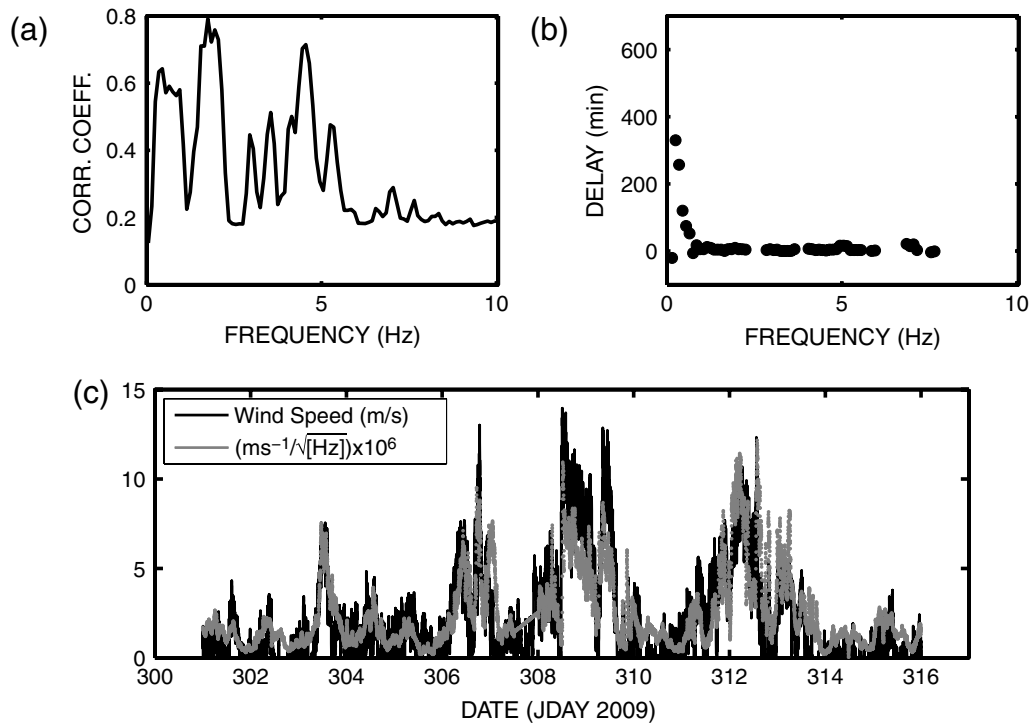 (a)
0.8
0.6
0.4
0.2
0
CORR. COEFF.
0 5 10
FREQUENCY (Hz)
(b)
600
400
200
0
DELAY (min)
0 5 10
FREQUENCY (Hz)
(c)
15
10
5
0
Wind Speed (m/s)
(ms⁻¹/√[Hz])x10⁶
300 302 304 306 308 310 312 314 316
DATE (JDAY 2009)